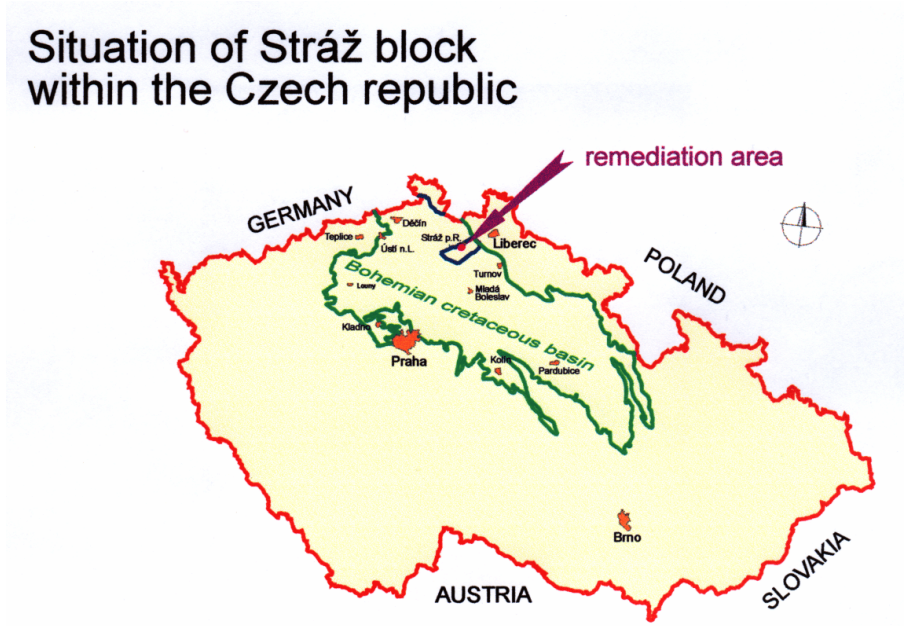 Situation of Stráž block
within the Czech republic
remediation area
GERMANY
Děčín
Teplice
Ústí n.L.
Stráž p.R.
Liberec
POLAND
Turnov
Bohemian cretaceous basin
Louny
Mladá
Boleslav
Kladno
Praha
Kolín
Pardubice
Brno
AUSTRIA
SLOVAKIA